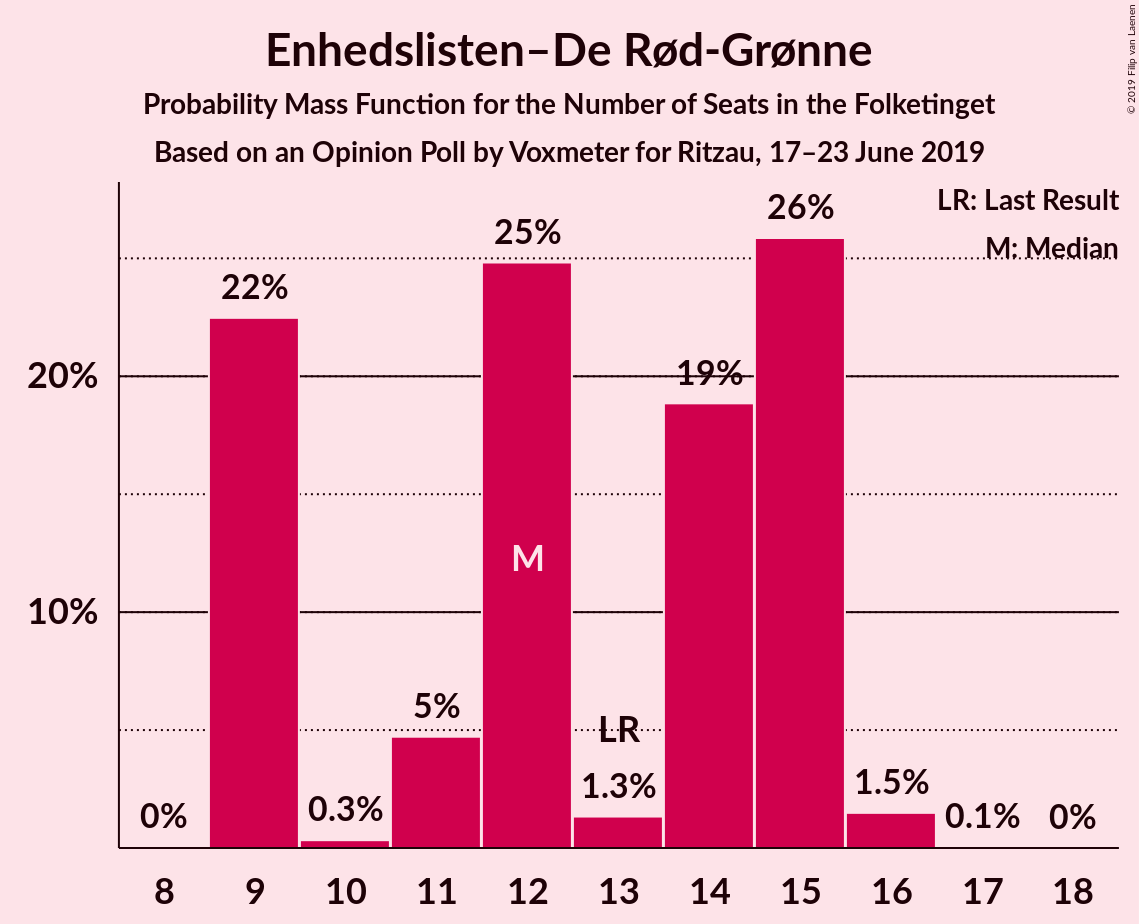 Enhedslisten–De Rød-Grønne
Probability Mass Function for the Number of Seats in the Folketinget
Based on an Opinion Poll by Voxmeter for Ritzau, 17–23 June 2019
© 2019 Filip van Laenen
LR: Last Result
M: Median
26%
25%
22%
19%
20%
M
10%
5%
LR
1.3%
1.5%
0.3%
0%
0.1%
0%
8 9 10 11 12 13 14 15 16 17 18